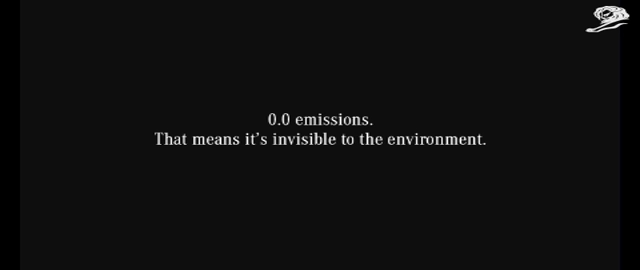 0.0 emissions.
That means it's invisible to the environment.